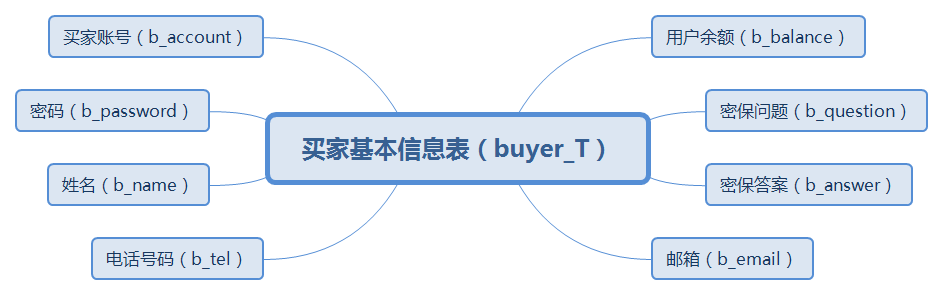 买家账号（b_account）
用户余额（b_balance）
密码（b_password）
密保问题（b_question）
买家基本信息表（buyer_T）
姓名（b_name）
密保答案（b_answer）
电话号码（b_tel）
邮箱（b_email）